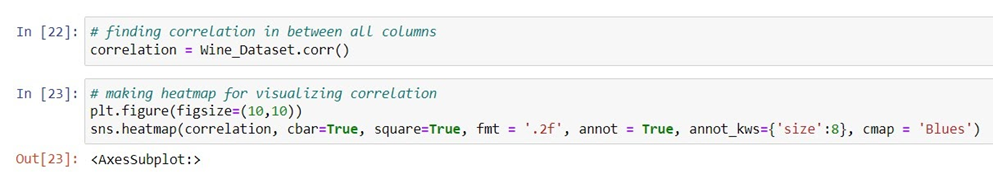 In [22]: # finding correlation in between all columns
correlation = Wine_Dataset.corr()
In [23]: # making heatmap for visualizing correlation
plt.figure(figsize=(10,10))
sns.heatmap(correlation, cbar=True, square=True, fmt = '.2f', annot = True, annot_kws={'size':8}, cmap = 'Blues')
Out[23]: <AxesSubplot:>